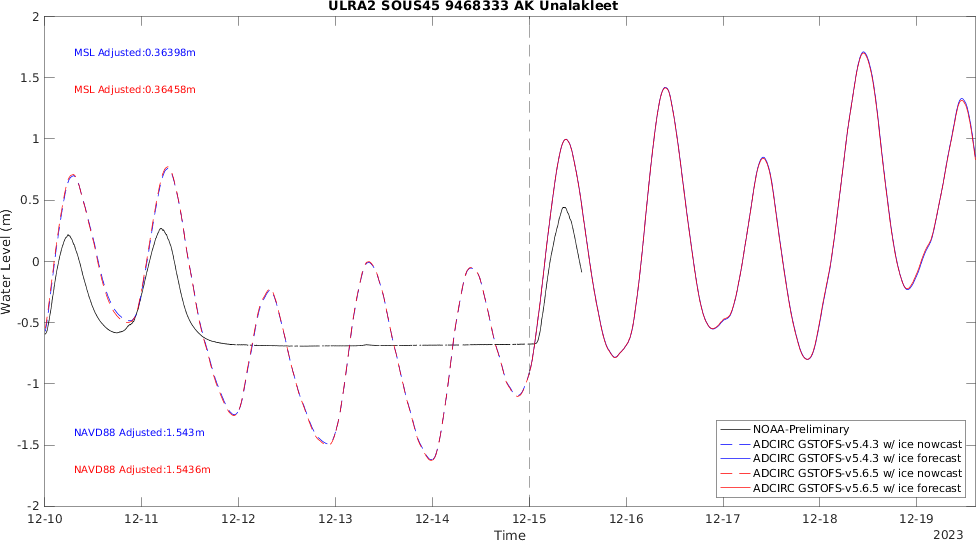 ULRA2 SOUS45 9468333 AK Unalakleet
2
1.5
1
0.5
0
-0.5
-1
-1.5
-2
Water Level (m)
MSL Adjusted:0.36398m
MSL Adjusted:0.36458m
NAVD88 Adjusted:1.543m
NAVD88 Adjusted:1.5436m
NOAA-Preliminary
ADCIRC GSTOFS-v5.4.3 w/ ice nowcast
ADCIRC GSTOFS-v5.4.3 w/ ice forecast
ADCIRC GSTOFS-v5.6.5 w/ ice nowcast
ADCIRC GSTOFS-v5.6.5 w/ ice forecast
12-10 12-11 12-12 12-13 12-14 12-15 12-16 12-17 12-18 12-19
Time
2023